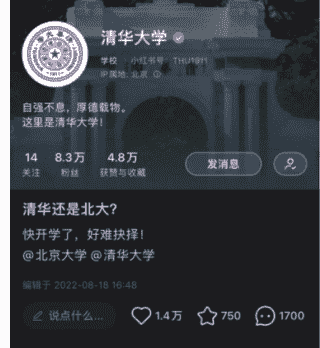 清华大学
学校 小红书号 THU1911
IP属地: 北京
自强不息，厚德载物。
这里是清华大学！
14 8.3万 4.8万
关注 粉丝 获赞与收藏
发消息
清华还是北大?
快开学了，好难抉择！
@北京大学 @清华大学
编辑于 2022-08-18 16:48
说点什么...
1.4万 750 1700